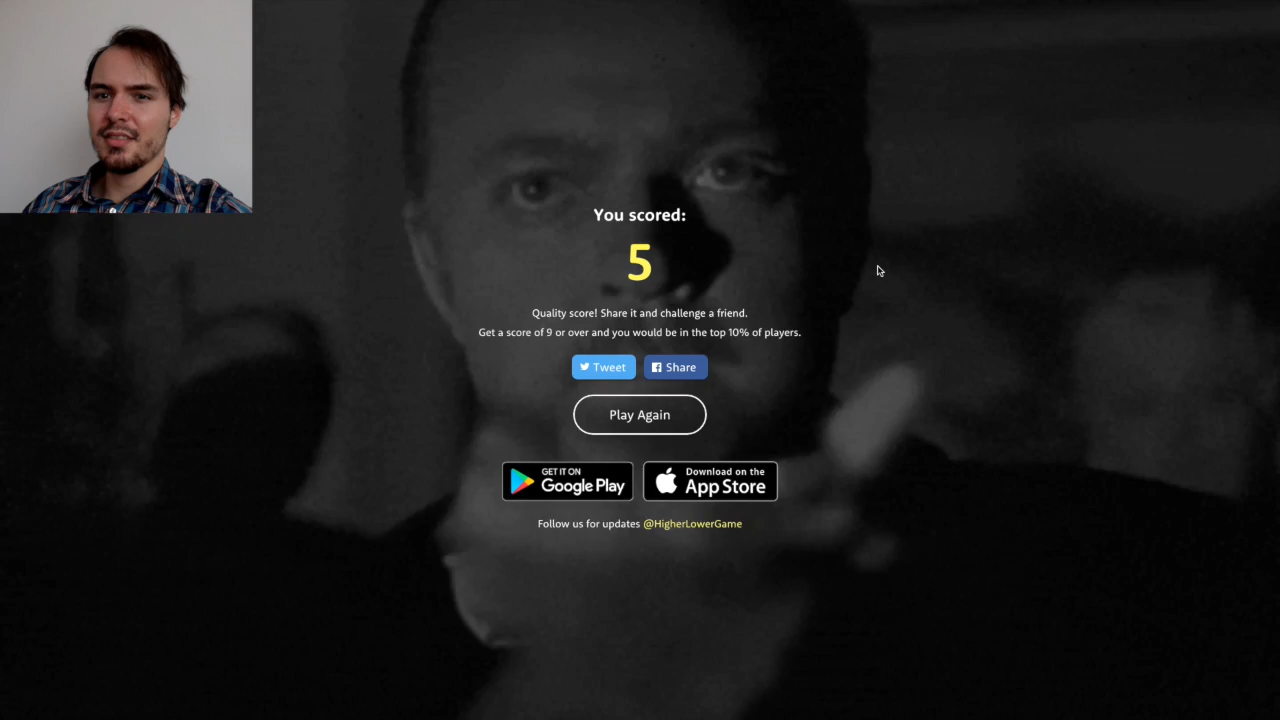 You scored:
5
Quality score! Share it and challenge a friend.
Get a score of 9 or over and you would be in the top 10% of players.
Tweet
Share
Play Again
GET IT ON
Google Play
Download on the
App Store
Follow us for updates @HigherLowerGame